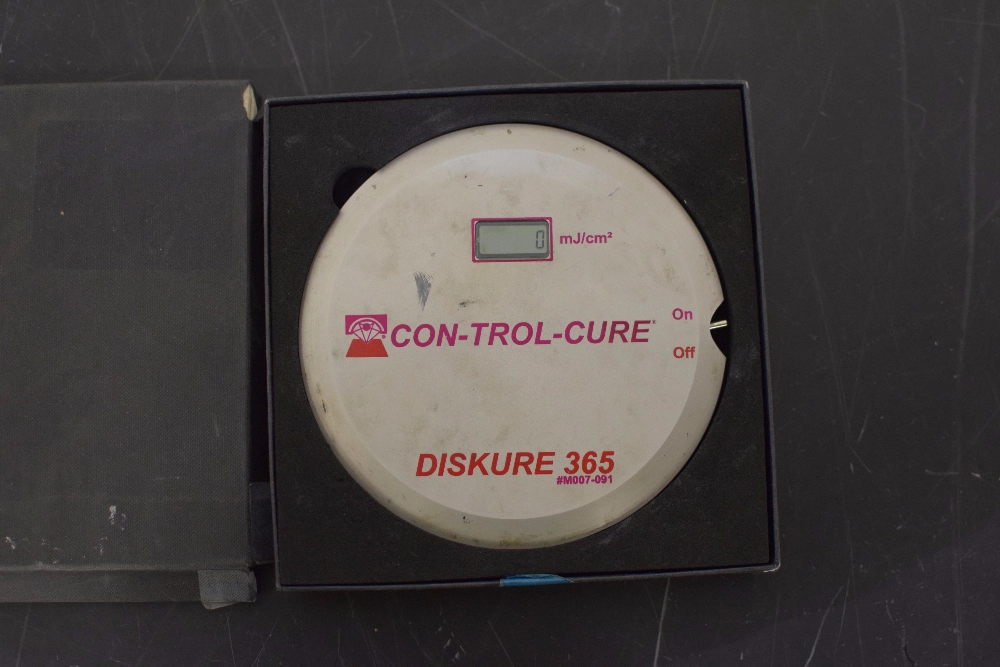 0 mJ/cm²
CON-TROL-CURE®
On
Off
DISKURE 365
#M007-091